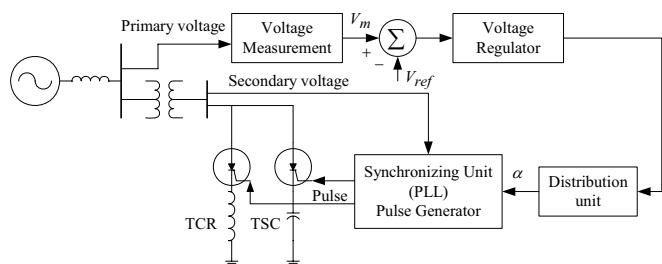 Primary voltage
Voltage
Measurement
V_m
+
−
Σ
V_ref
Voltage
Regulator
Secondary voltage
Synchronizing Unit
(PLL)
Pulse Generator
α
Distribution
unit
Pulse
TCR
TSC